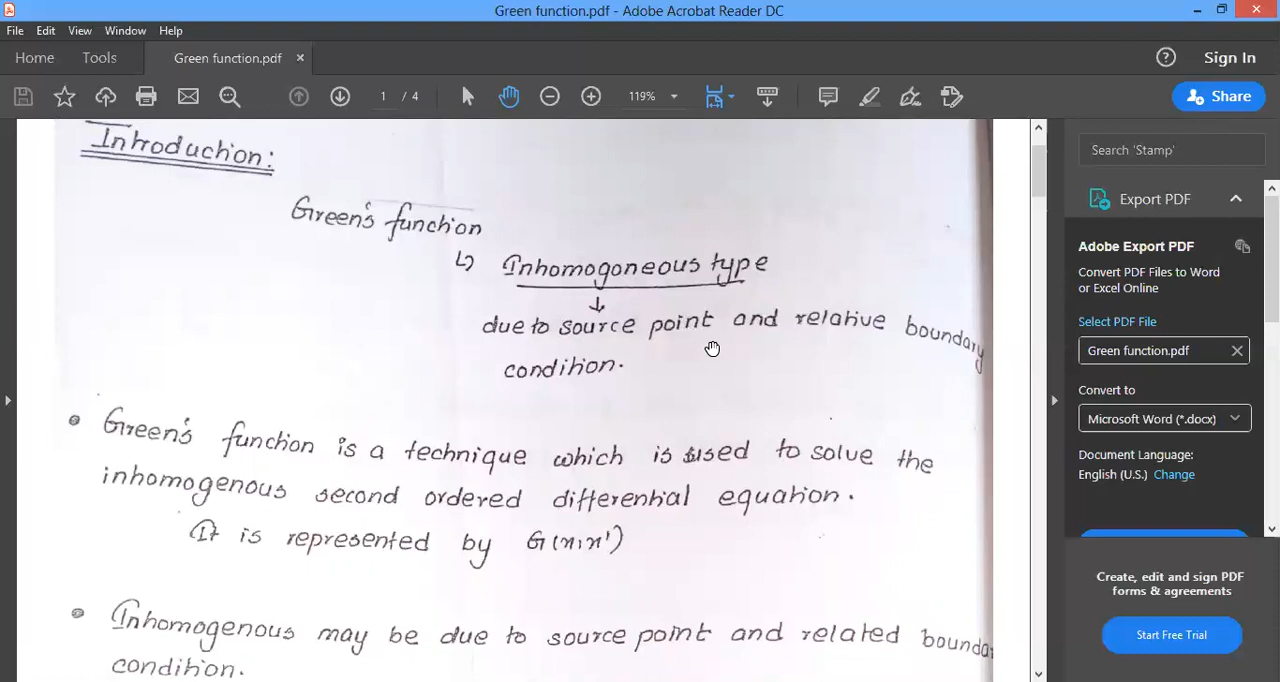 Green function.pdf - Adobe Acrobat Reader DC
File Edit View Window Help
Home Tools Green function.pdf × Sign In
1 / 4 119% Share
Introduction:
Green's function
↳ Inhomogoneous type
↓
due to source point and relative boundary
condition.
• Green's function is a technique which is used to solve the
inhomogenous second ordered differential equation.
It is represented by G(x,x')
• Inhomogenous may be due to source point and related bounda
condition.
Search 'Stamp'
Export PDF
Adobe Export PDF
Convert PDF Files to Word
or Excel Online
Select PDF File
Green function.pdf ×
Convert to
Microsoft Word (*.docx)
Document Language:
English (U.S.) Change
Create, edit and sign PDF
forms & agreements
Start Free Trial